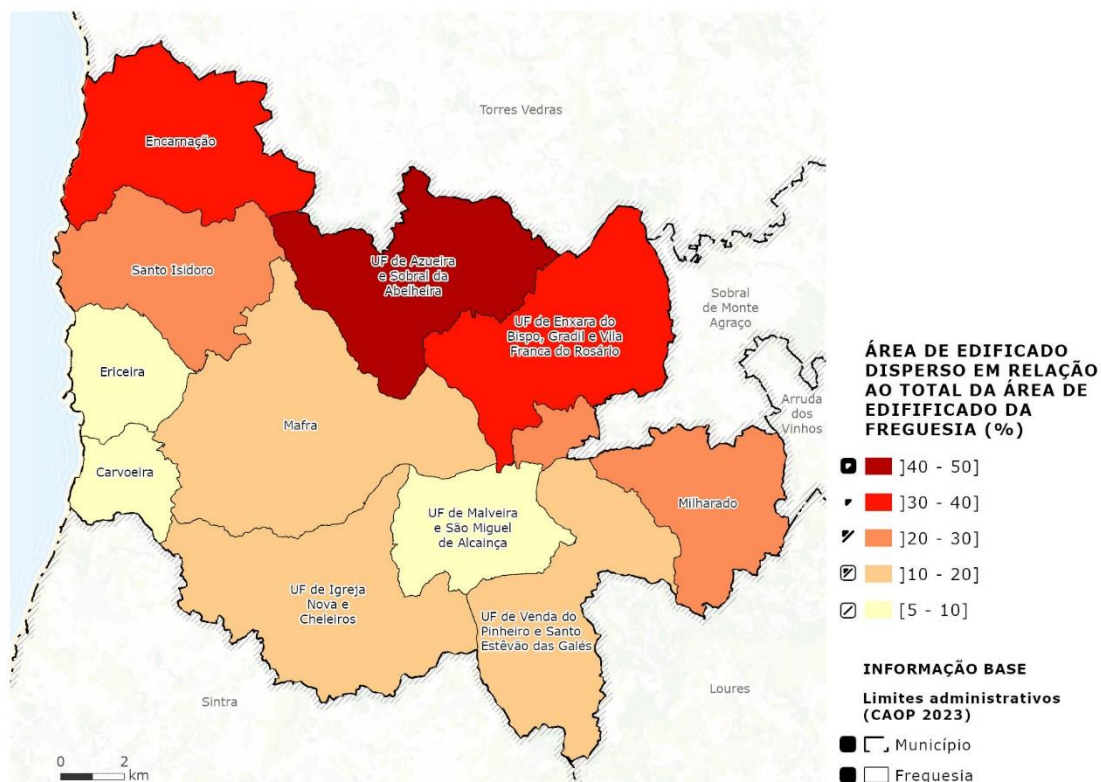 Torres Vedras
Encarnação
Santo Isidoro
UF de Azueira
e Sobral da
Abelheira
Sobral
de Monte
Agraço
UF de Enxara do
Bispo, Gradil e Vila
Franca do Rosário
Ericeira
Arruda
dos
Vinhos
Mafra
Carvoeira
Milharado
UF de Malveira
e São Miguel
de Alcainça
UF de Igreja
Nova e
Cheleiros
UF de Venda do
Pinheiro e Santo
Estêvão das Galés
Sintra
Loures
0 2
km
ÁREA DE EDIFICADO
DISPERSO EM RELAÇÃO
AO TOTAL DA ÁREA DE
EDIFIFICADO DA
FREGUESIA (%)
]40 - 50]
]30 - 40]
]20 - 30]
]10 - 20]
[5 - 10]
INFORMAÇÃO BASE
Limites administrativos
(CAOP 2023)
Município
Freguesia